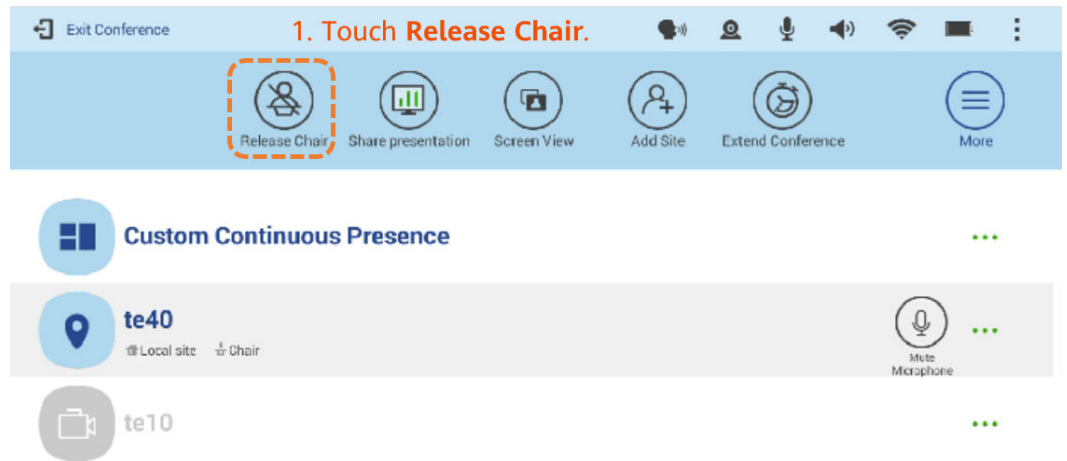 Exit Conference
1. Touch Release Chair.
Release Chair
Share presentation
Screen View
Add Site
Extend Conference
More
Custom Continuous Presence
te40
Local site
Chair
Mute
Microphone
te10